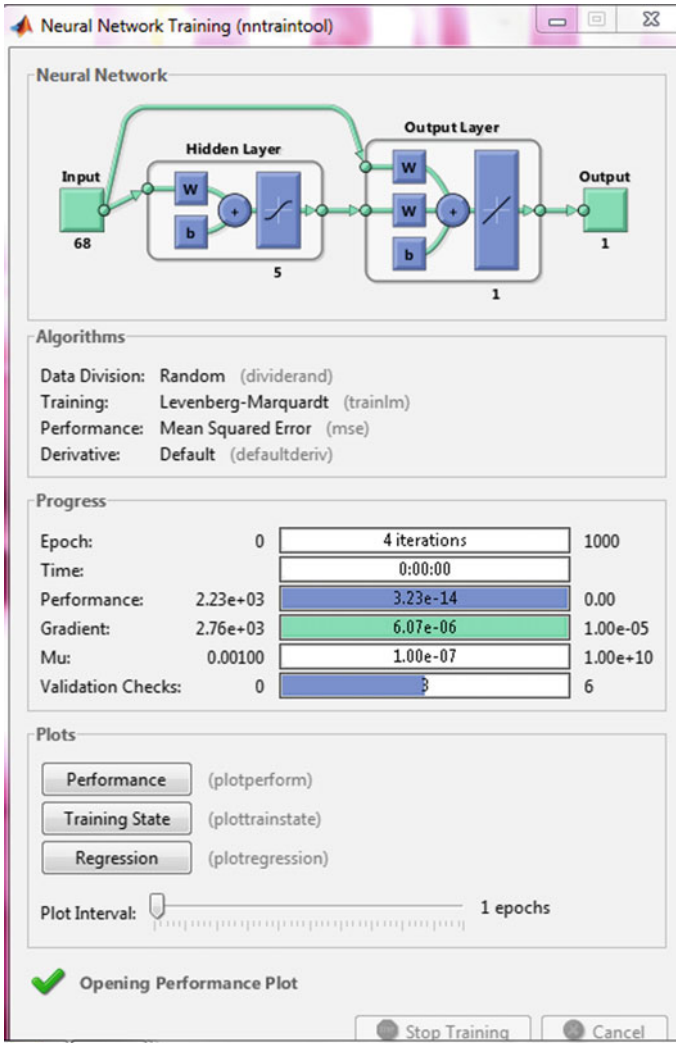 Neural Network Training (nntraintool)
Neural Network
Hidden Layer
Output Layer
Input
W
b
+
W
W
b
+
Output
68
5
1
1
Algorithms
Data Division: Random (dividerand)
Training: Levenberg-Marquardt (trainlm)
Performance: Mean Squared Error (mse)
Derivative: Default (defaultderiv)
Progress
Epoch: 0 4 iterations 1000
Time: 0:00:00
Performance: 2.23e+03 3.23e-14 0.00
Gradient: 2.76e+03 6.07e-06 1.00e-05
Mu: 0.00100 1.00e-07 1.00e+10
Validation Checks: 0 3 6
Plots
Performance (plotperform)
Training State (plottrainstate)
Regression (plotregression)
Plot Interval: 1 epochs
Opening Performance Plot
Stop Training Cancel